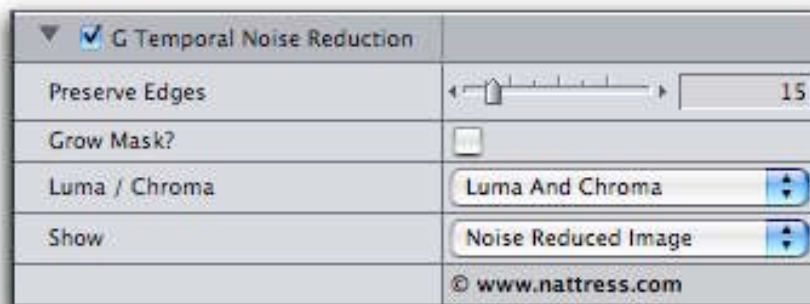 G Temporal Noise Reduction
Preserve Edges 15
Grow Mask?
Luma / Chroma Luma And Chroma
Show Noise Reduced Image
© www.nattress.com